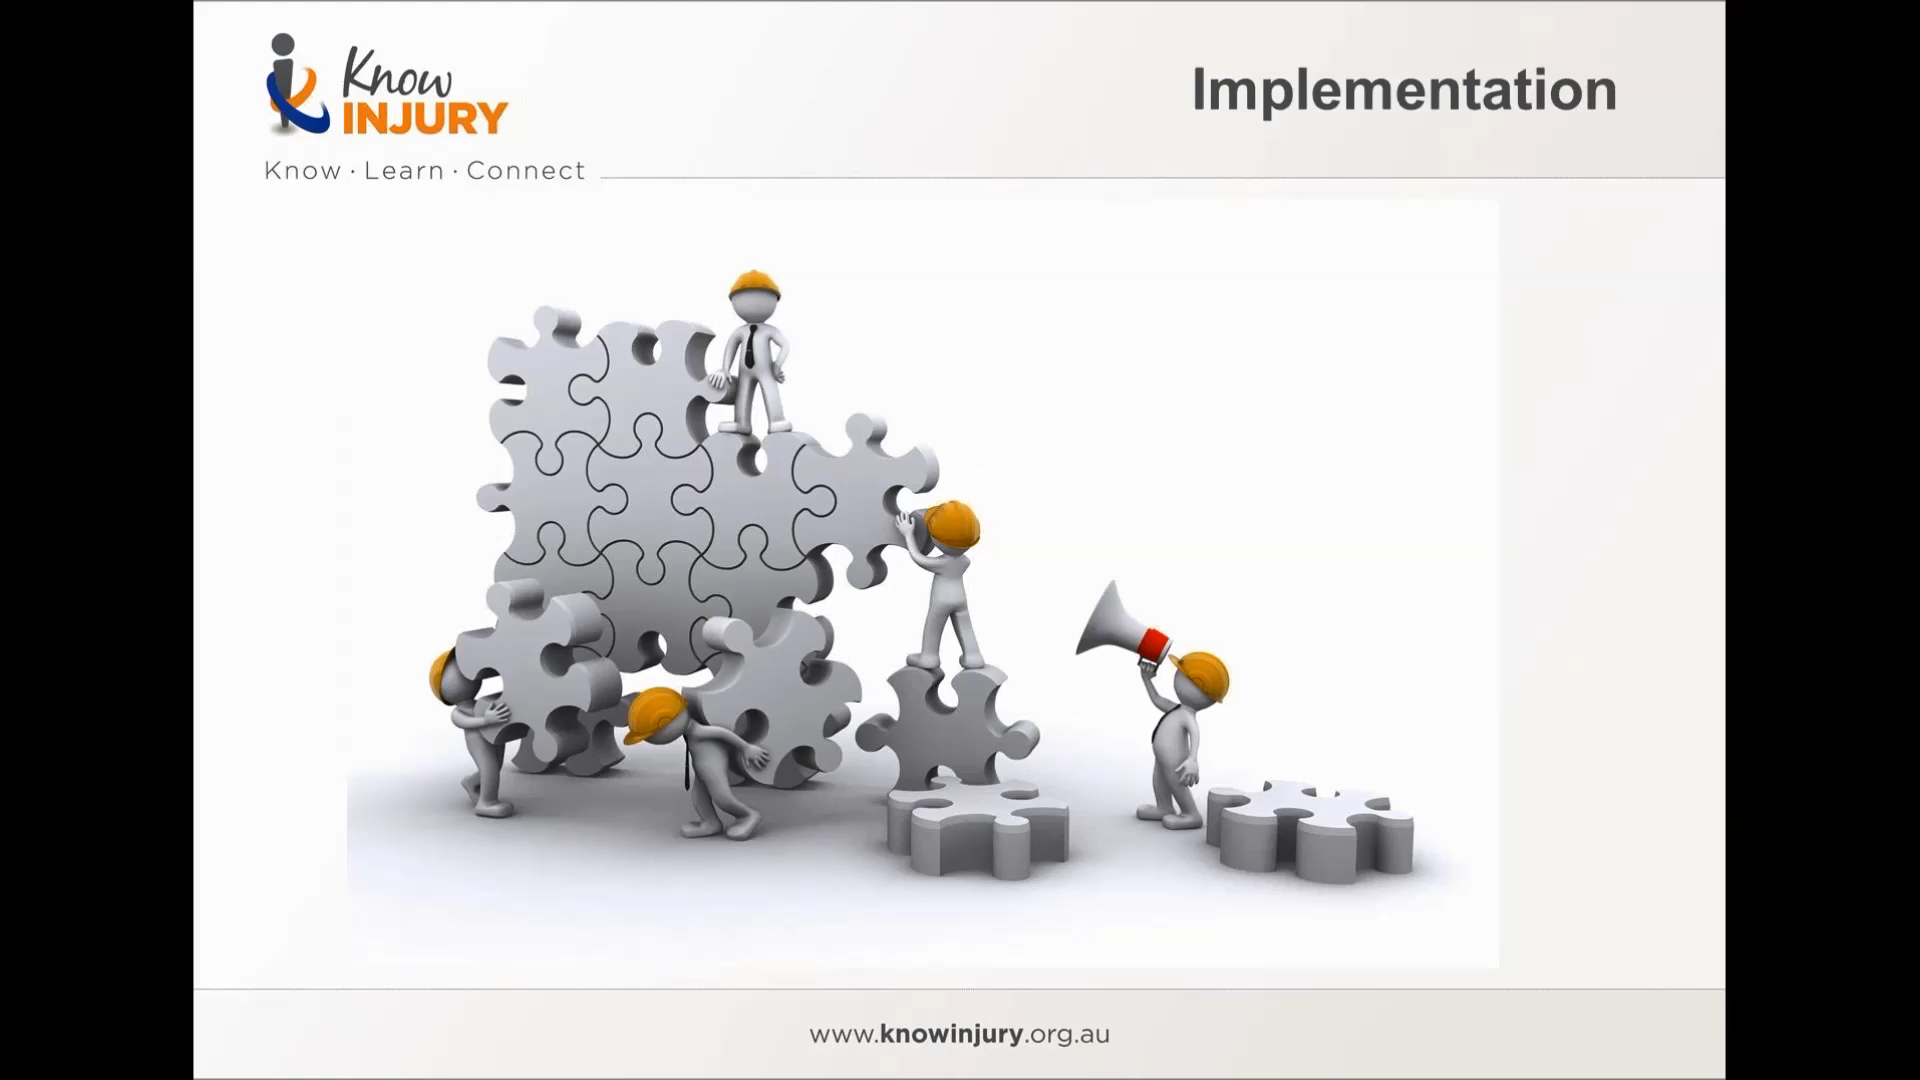 Know
INJURY
Implementation
Know · Learn · Connect
www.knowinjury.org.au